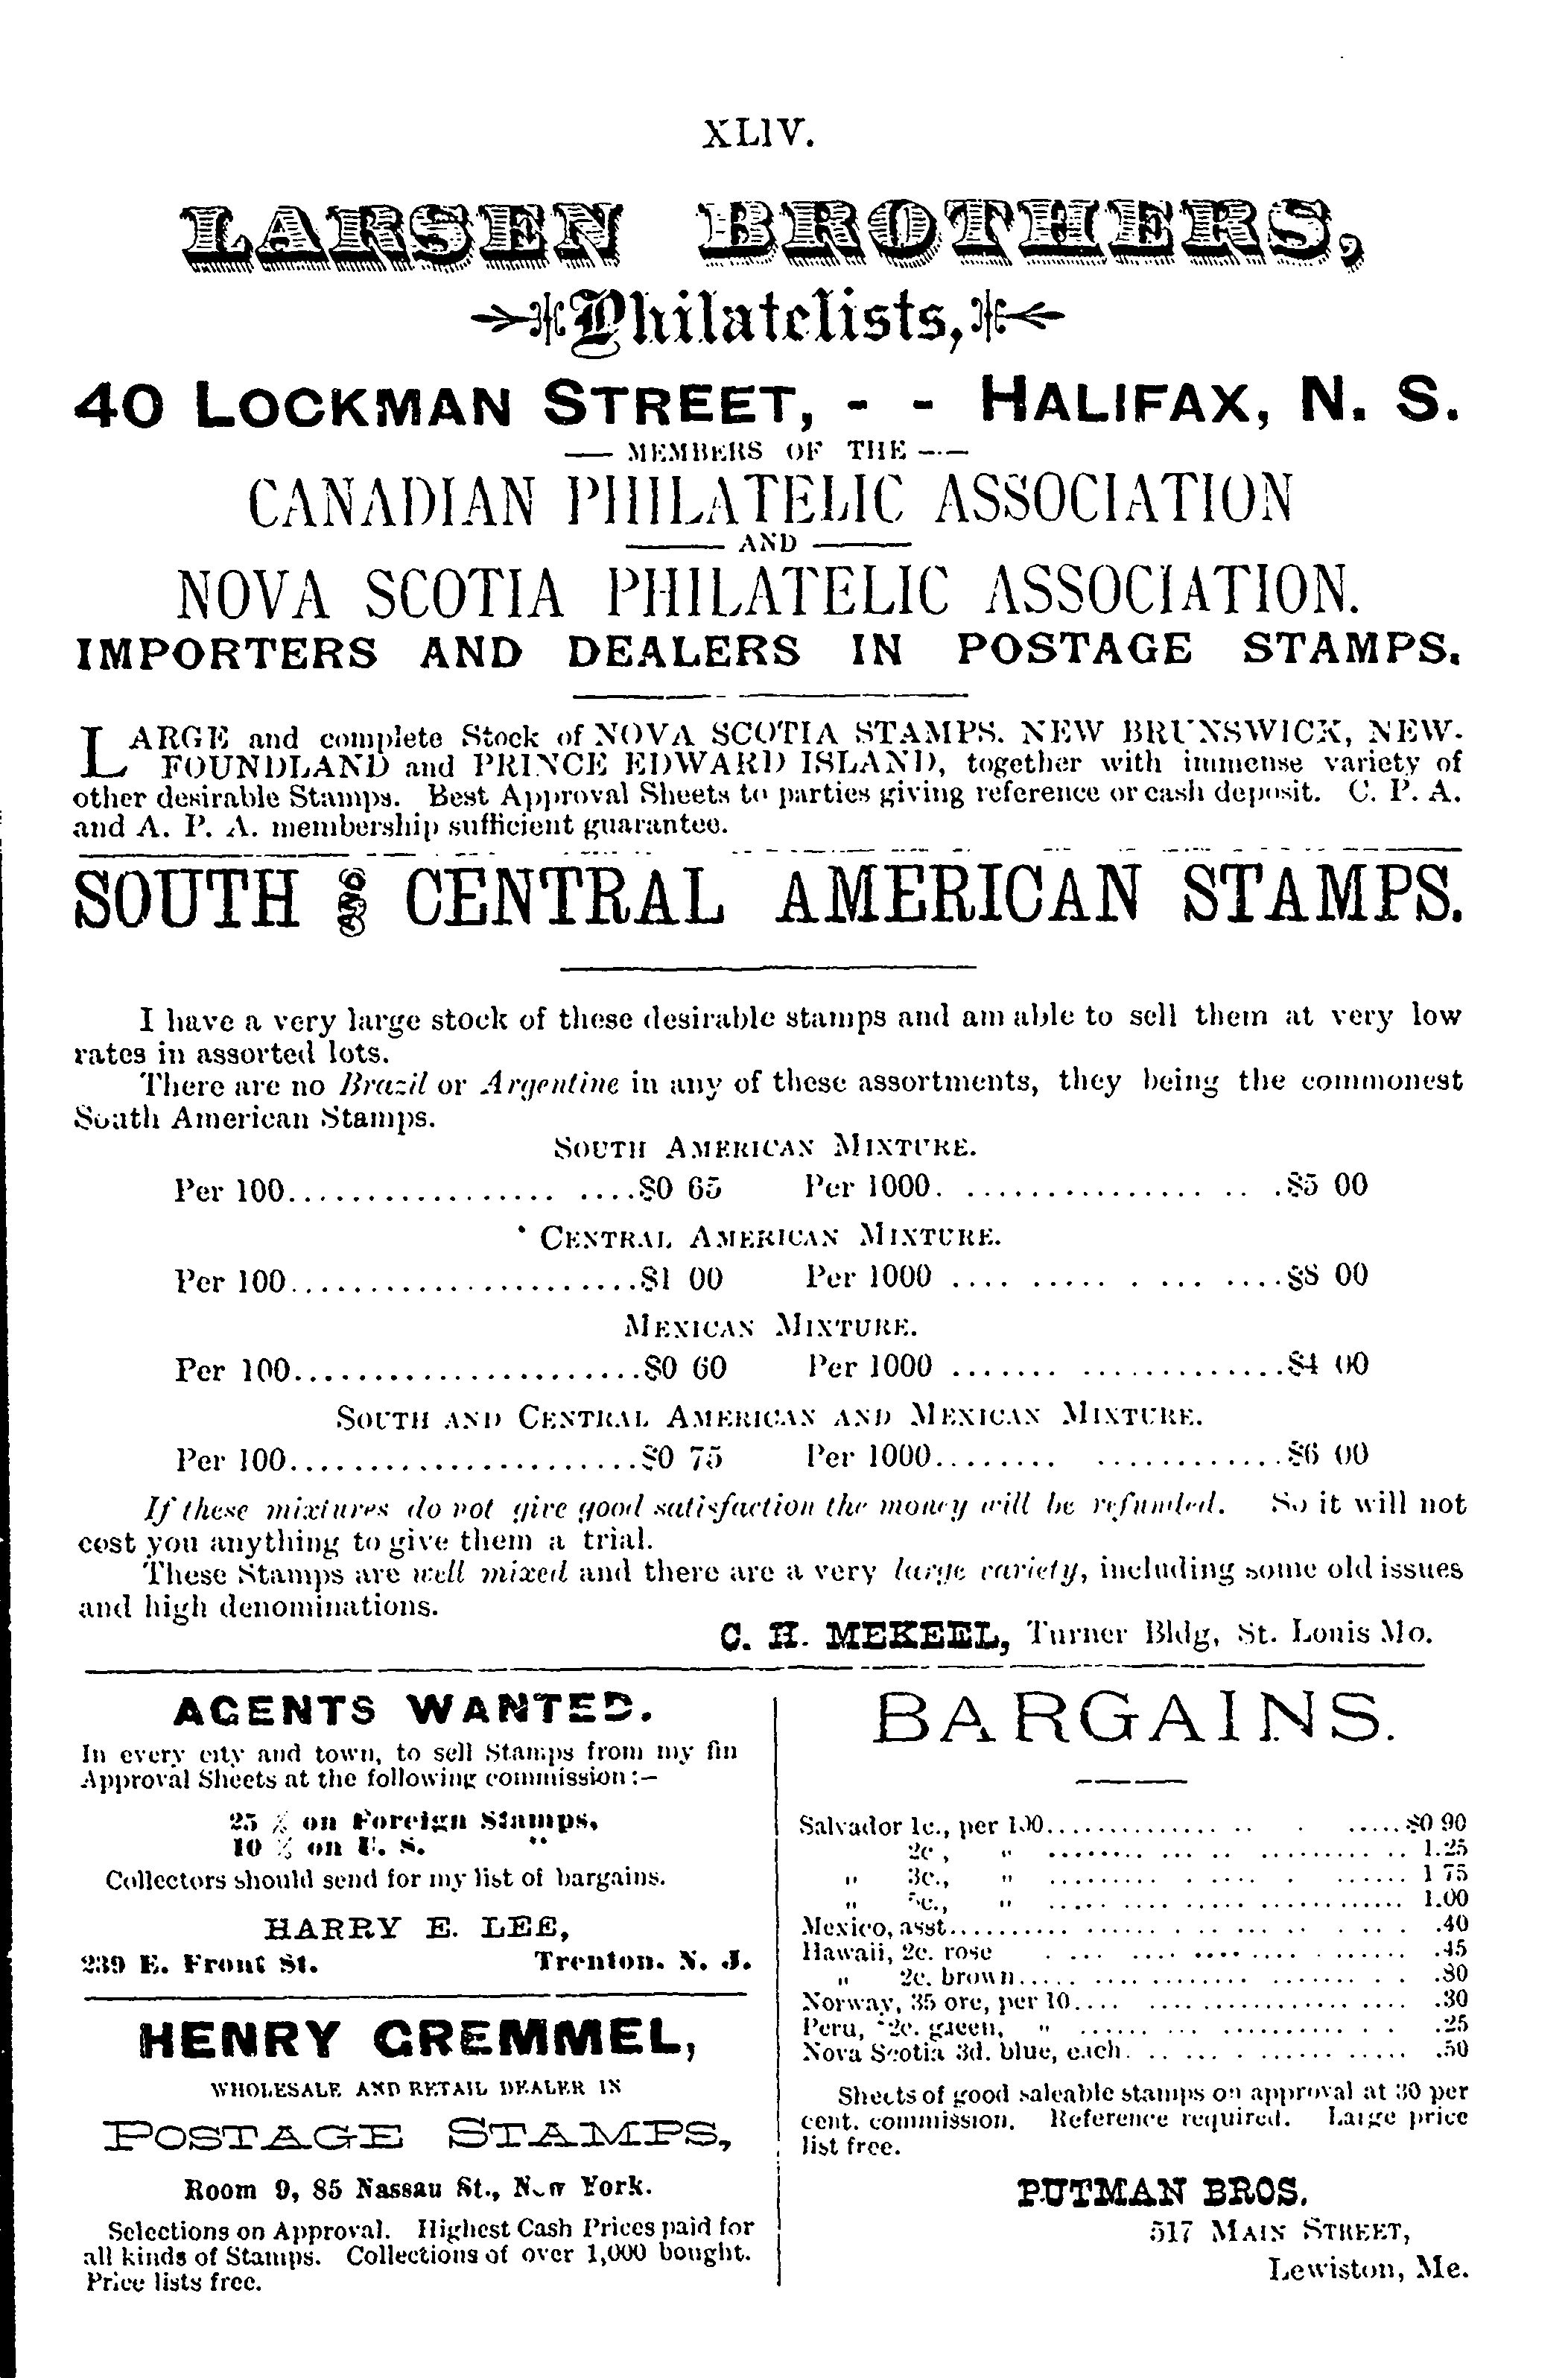 XLIV.
LARSEN BROTHERS,
Philatelists,
40 LOCKMAN STREET, - - HALIFAX, N. S.
— MEMBERS OF THE —
CANADIAN PHILATELIC ASSOCIATION
— AND —
NOVA SCOTIA PHILATELIC ASSOCIATION.
IMPORTERS AND DEALERS IN POSTAGE STAMPS.
LARGE and complete Stock of NOVA SCOTIA STAMPS. NEW BRUNSWICK, NEW-
FOUNDLAND and PRINCE EDWARD ISLAND, together with immense variety of
other desirable Stamps. Best Approval Sheets to parties giving reference or cash deposit. C. P. A.
and A. P. A. membership sufficient guarantee.
SOUTH AND CENTRAL AMERICAN STAMPS.
I have a very large stock of these desirable stamps and am able to sell them at very low
rates in assorted lots.
There are no Brazil or Argentine in any of these assortments, they being the commonest
South American Stamps.
SOUTH AMERICAN MIXTURE.
Per 100....................$0 65 Per 1000....................$5 00
CENTRAL AMERICAN MIXTURE.
Per 100....................$1 00 Per 1000....................$8 00
MEXICAN MIXTURE.
Per 100....................$0 60 Per 1000....................$4 00
SOUTH AND CENTRAL AMERICAN AND MEXICAN MIXTURE.
Per 100....................$0 75 Per 1000....................$6 00
If these mixtures do not give good satisfaction the money will be refunded. So it will not
cost you anything to give them a trial.
These Stamps are well mixed and there are a very large variety, including some old issues
and high denominations.
C. H. MEKEEL, Turner Bldg, St. Louis Mo.
AGENTS WANTED.
In every city and town, to sell Stamps from my fin
Approval Sheets at the following commission:—
25 % on Foreign Stamps,
10 % on U. S. "
Collectors should send for my list of bargains.
HARRY E. LEE,
239 E. Front St. Trenton. N. J.
HENRY GREMMEL,
WHOLESALE AND RETAIL DEALER IN
POSTAGE STAMPS,
Room 9, 85 Nassau St., New York.
Selections on Approval. Highest Cash Prices paid for
all kinds of Stamps. Collections of over 1,000 bought.
Price lists free.
BARGAINS.
Salvador 1c., per 100....................$0 90
2c , " .................... 1.25
" 3c., " .................... 1 75
" 5c., " .................... 1.00
Mexico, asst.................... .40
Hawaii, 2c. rose .................... .45
" 2c. brown.................... .80
Norway, 35 ore, per 10.................... .30
Peru, 2c. green, " .................... .25
Nova Scotia 3d. blue, each.................... .50
Sheets of good saleable stamps on approval at 30 per
cent. commission. Reference required. Large price
list free.
PUTMAN BROS.
517 MAIN STREET,
Lewiston, Me.